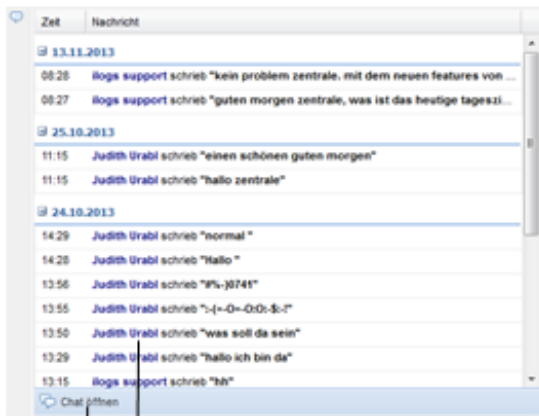 Zeit Nachricht
13.11.2013
08:28 ilogs support schrieb "kein problem zentrale. mit dem neuen features von ...
08:27 ilogs support schrieb "guten morgen zentrale, was ist das heutige tageszi...
25.10.2013
11:15 Judith Urabl schrieb "einen schönen guten morgen"
11:15 Judith Urabl schrieb "hallo zentrale"
24.10.2013
14:29 Judith Urabl schrieb "normal "
14:28 Judith Urabl schrieb "Hallo "
13:56 Judith Urabl schrieb "#%-)0741"
13:55 Judith Urabl schrieb ":-(=-O=-O:O:-$:-!"
13:50 Judith Urabl schrieb "was soll da sein"
13:29 Judith Urabl schrieb "hallo ich bin da"
13:15 ilogs support schrieb "hh"
Chat öffnen